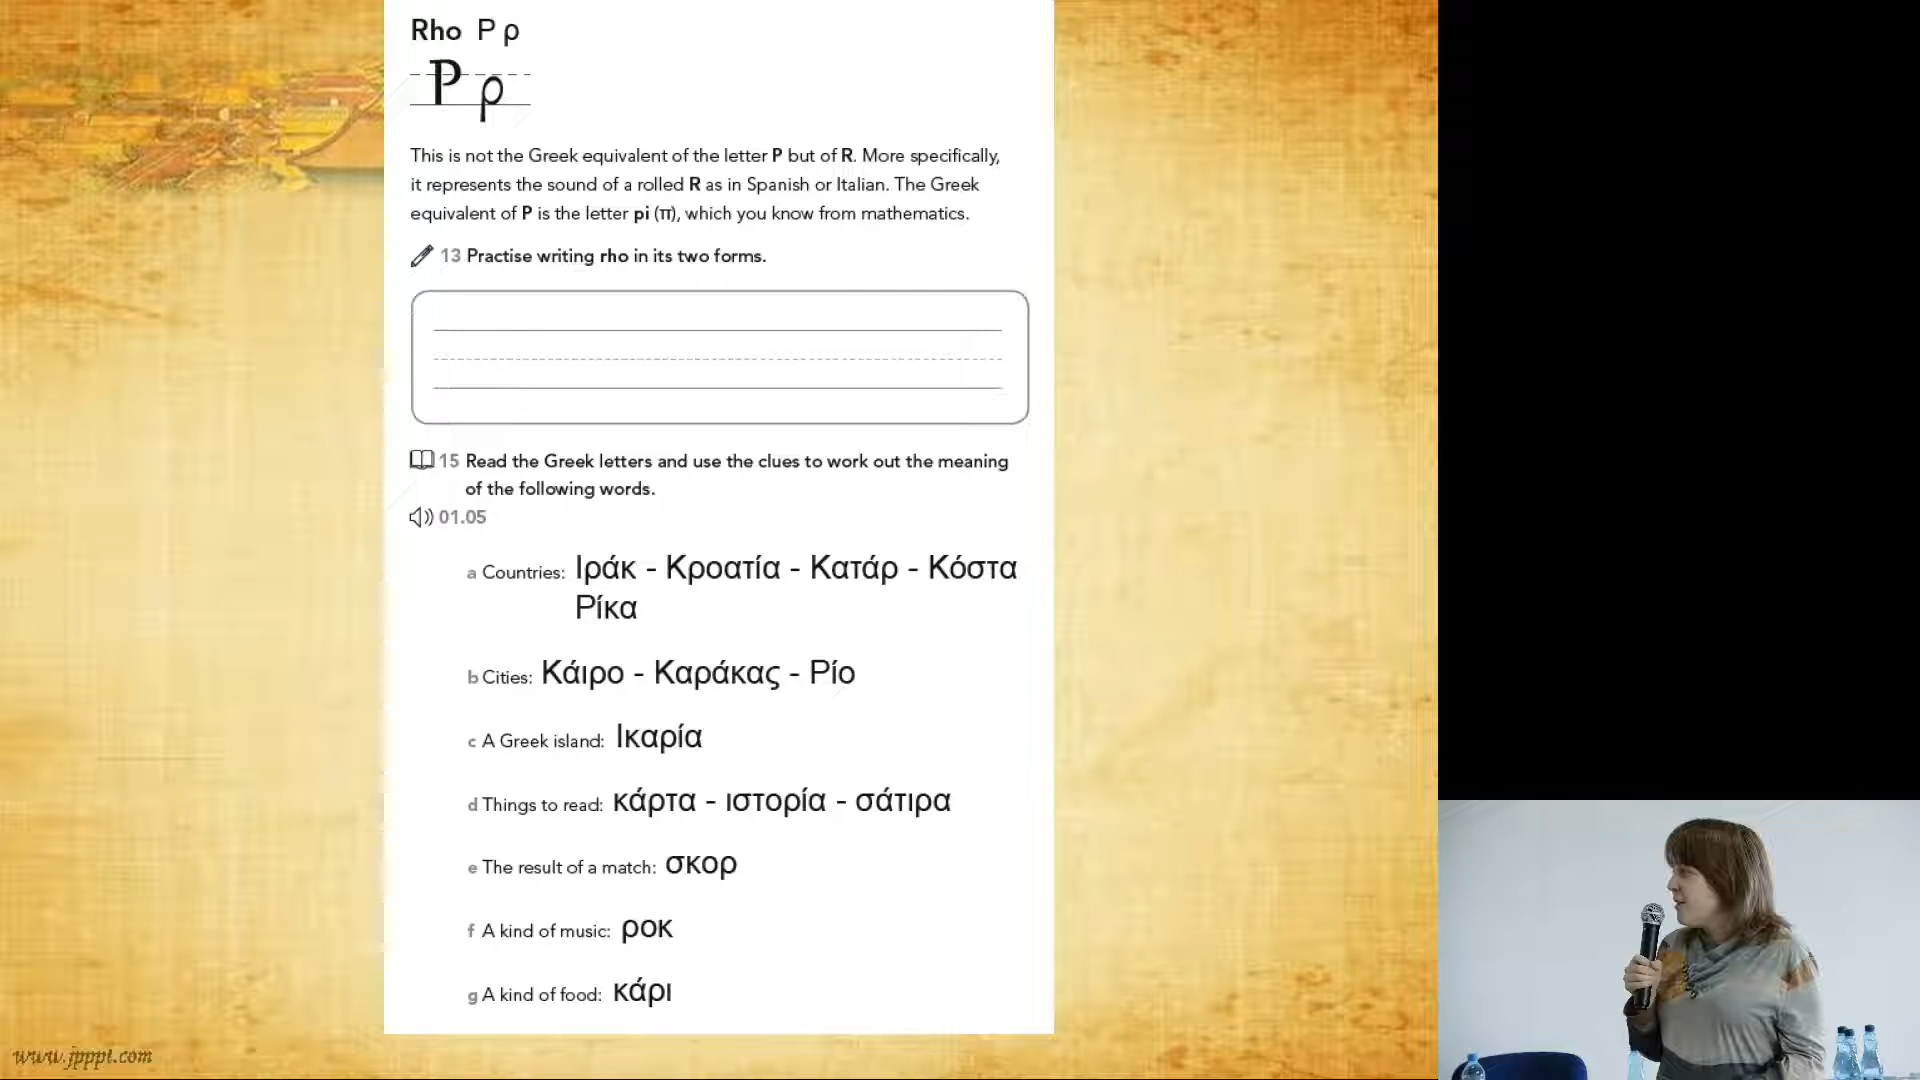 Rho Ρ ρ
Ρ ρ
This is not the Greek equivalent of the letter P but of R. More specifically,
it represents the sound of a rolled R as in Spanish or Italian. The Greek
equivalent of P is the letter pi (π), which you know from mathematics.
13 Practise writing rho in its two forms.
15 Read the Greek letters and use the clues to work out the meaning
of the following words.
01.05
a Countries: Ιράκ - Κροατία - Κατάρ - Κόστα
Ρίκα
b Cities: Κάιρο - Καράκας - Ρίο
c A Greek island: Ικαρία
d Things to read: κάρτα - ιστορία - σάτιρα
e The result of a match: σκορ
f A kind of music: ροκ
g A kind of food: κάρι
www.jpppt.com